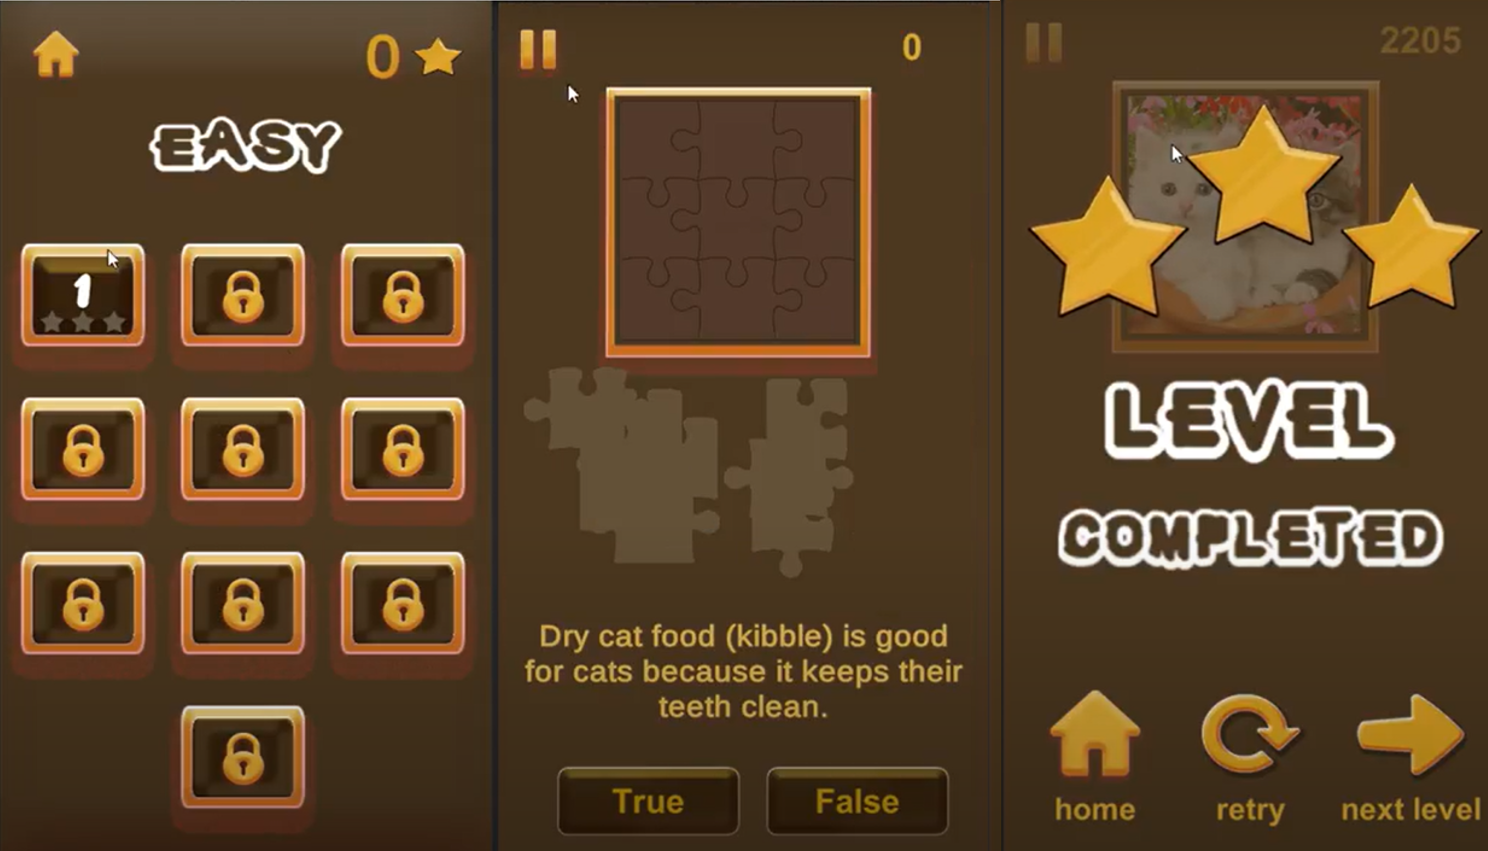 0
EASY
1
0
Dry cat food (kibble) is good
for cats because it keeps their
teeth clean.
True
False
2205
LEVEL
COMPLETED
home
retry
next level